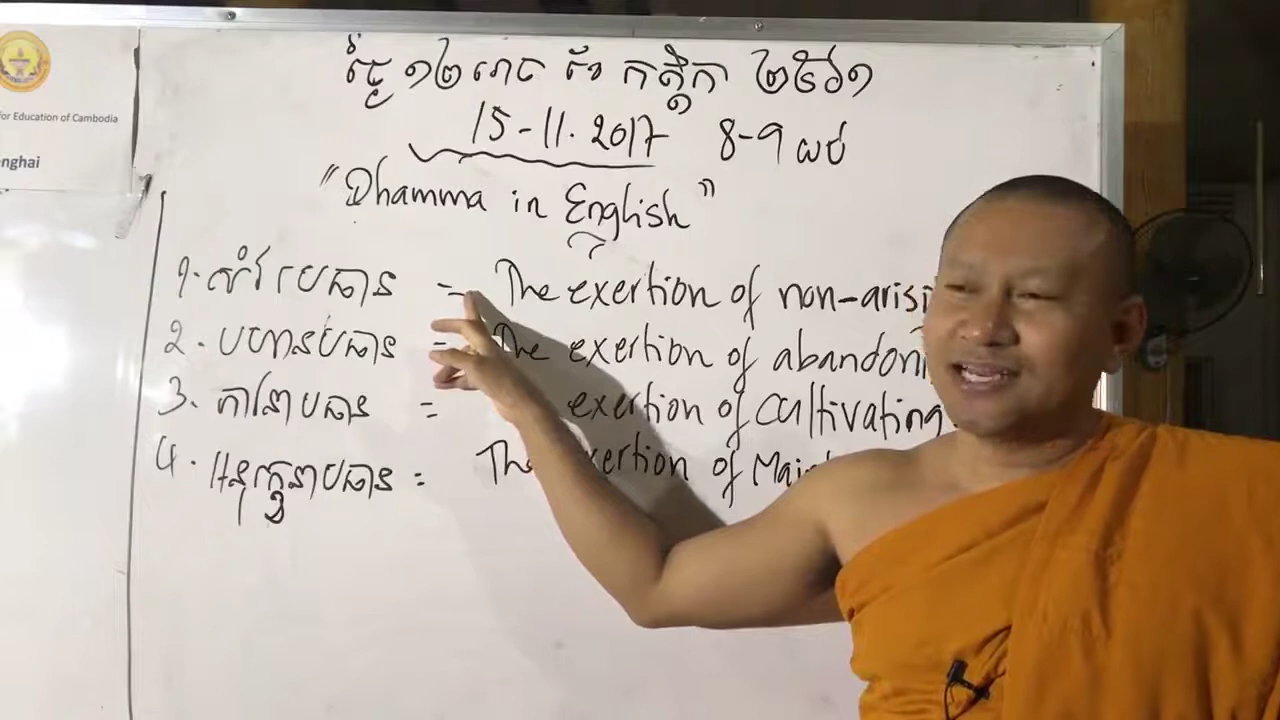 for Education of Cambodia
enghai
ថ្ងៃ ១២ រោច ខែ កត្តិក ២៥៦១
15-11.2017 8-9 យប់
"Dhamma in English"
១. សំវរប្បធាន = The exertion of non-arisi
2. បហានប្បធាន = The exertion of abandoni
3. ភាវនាប្បធាន = exertion of cultivating
4. អនុរក្ខនាប្បធាន = The exertion of Main